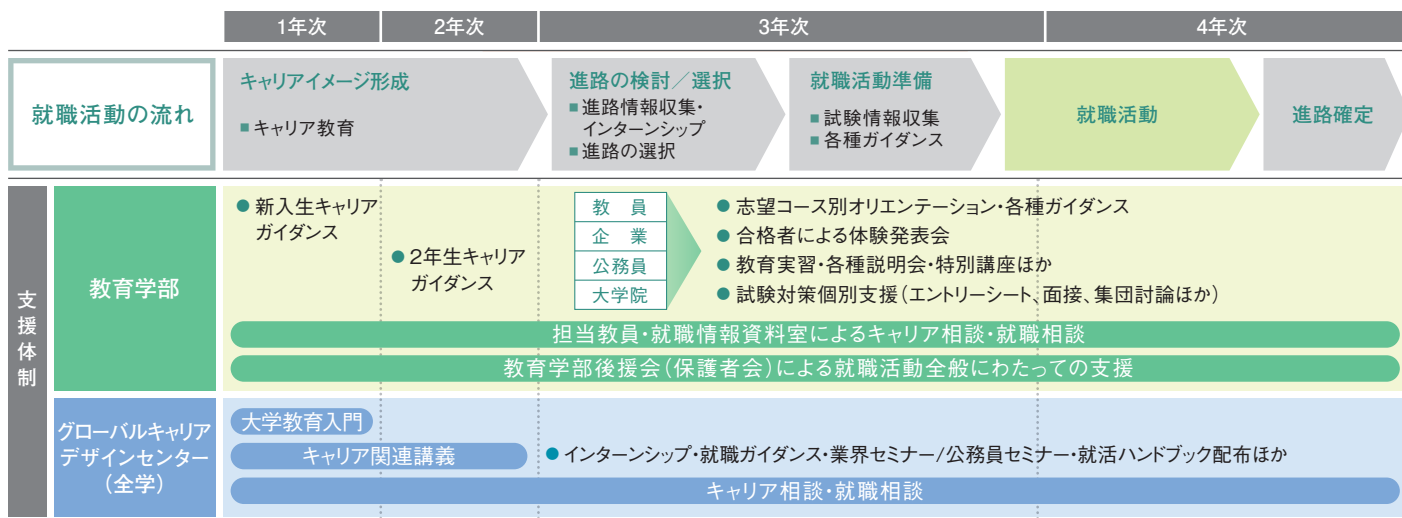 1年次
2年次
3年次
4年次
就職活動の流れ
キャリアイメージ形成
■キャリア教育
進路の検討／選択
■進路情報収集・
インターンシップ
■進路の選択
就職活動準備
■試験情報収集
■各種ガイダンス
就職活動
進路確定
支援体制
教育学部
●新入生キャリア
ガイダンス
●2年生キャリア
ガイダンス
教　員
企　業
公務員
大学院
●志望コース別オリエンテーション・各種ガイダンス
●合格者による体験発表会
●教育実習・各種説明会・特別講座ほか
●試験対策個別支援（エントリーシート、面接、集団討論ほか）
担当教員・就職情報資料室によるキャリア相談・就職相談
教育学部後援会（保護者会）による就職活動全般にわたっての支援
グローバルキャリア
デザインセンター
（全学）
大学教育入門
キャリア関連講義
●インターンシップ・就職ガイダンス・業界セミナー/公務員セミナー・就活ハンドブック配布ほか
キャリア相談・就職相談